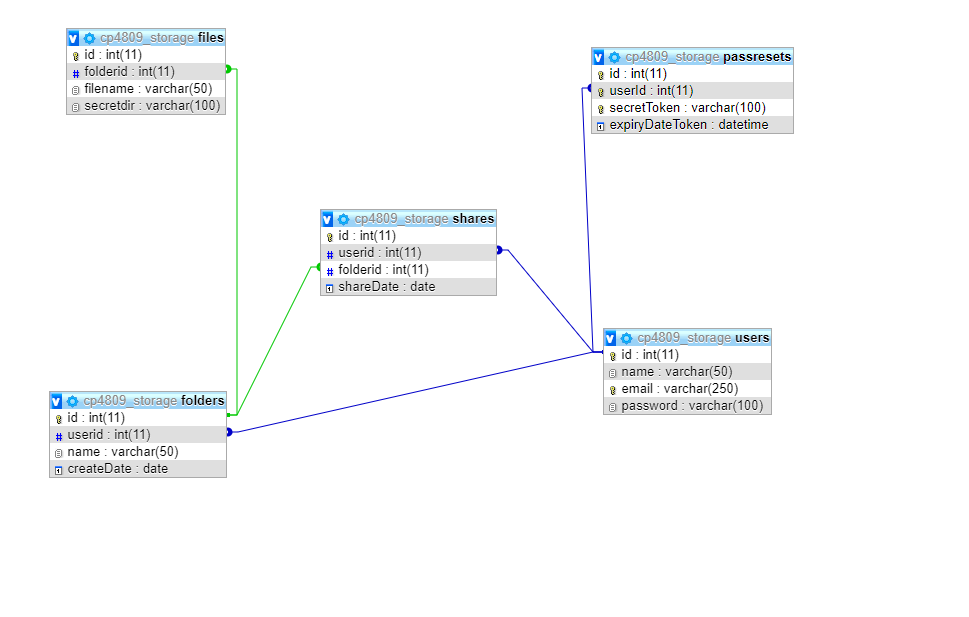 cp4809_storage files
id : int(11)
folderid : int(11)
filename : varchar(50)
secretdir : varchar(100)
cp4809_storage passresets
id : int(11)
userId : int(11)
secretToken : varchar(100)
expiryDateToken : datetime
cp4809_storage shares
id : int(11)
userid : int(11)
folderid : int(11)
shareDate : date
cp4809_storage users
id : int(11)
name : varchar(50)
email : varchar(250)
password : varchar(100)
cp4809_storage folders
id : int(11)
userid : int(11)
name : varchar(50)
createDate : date